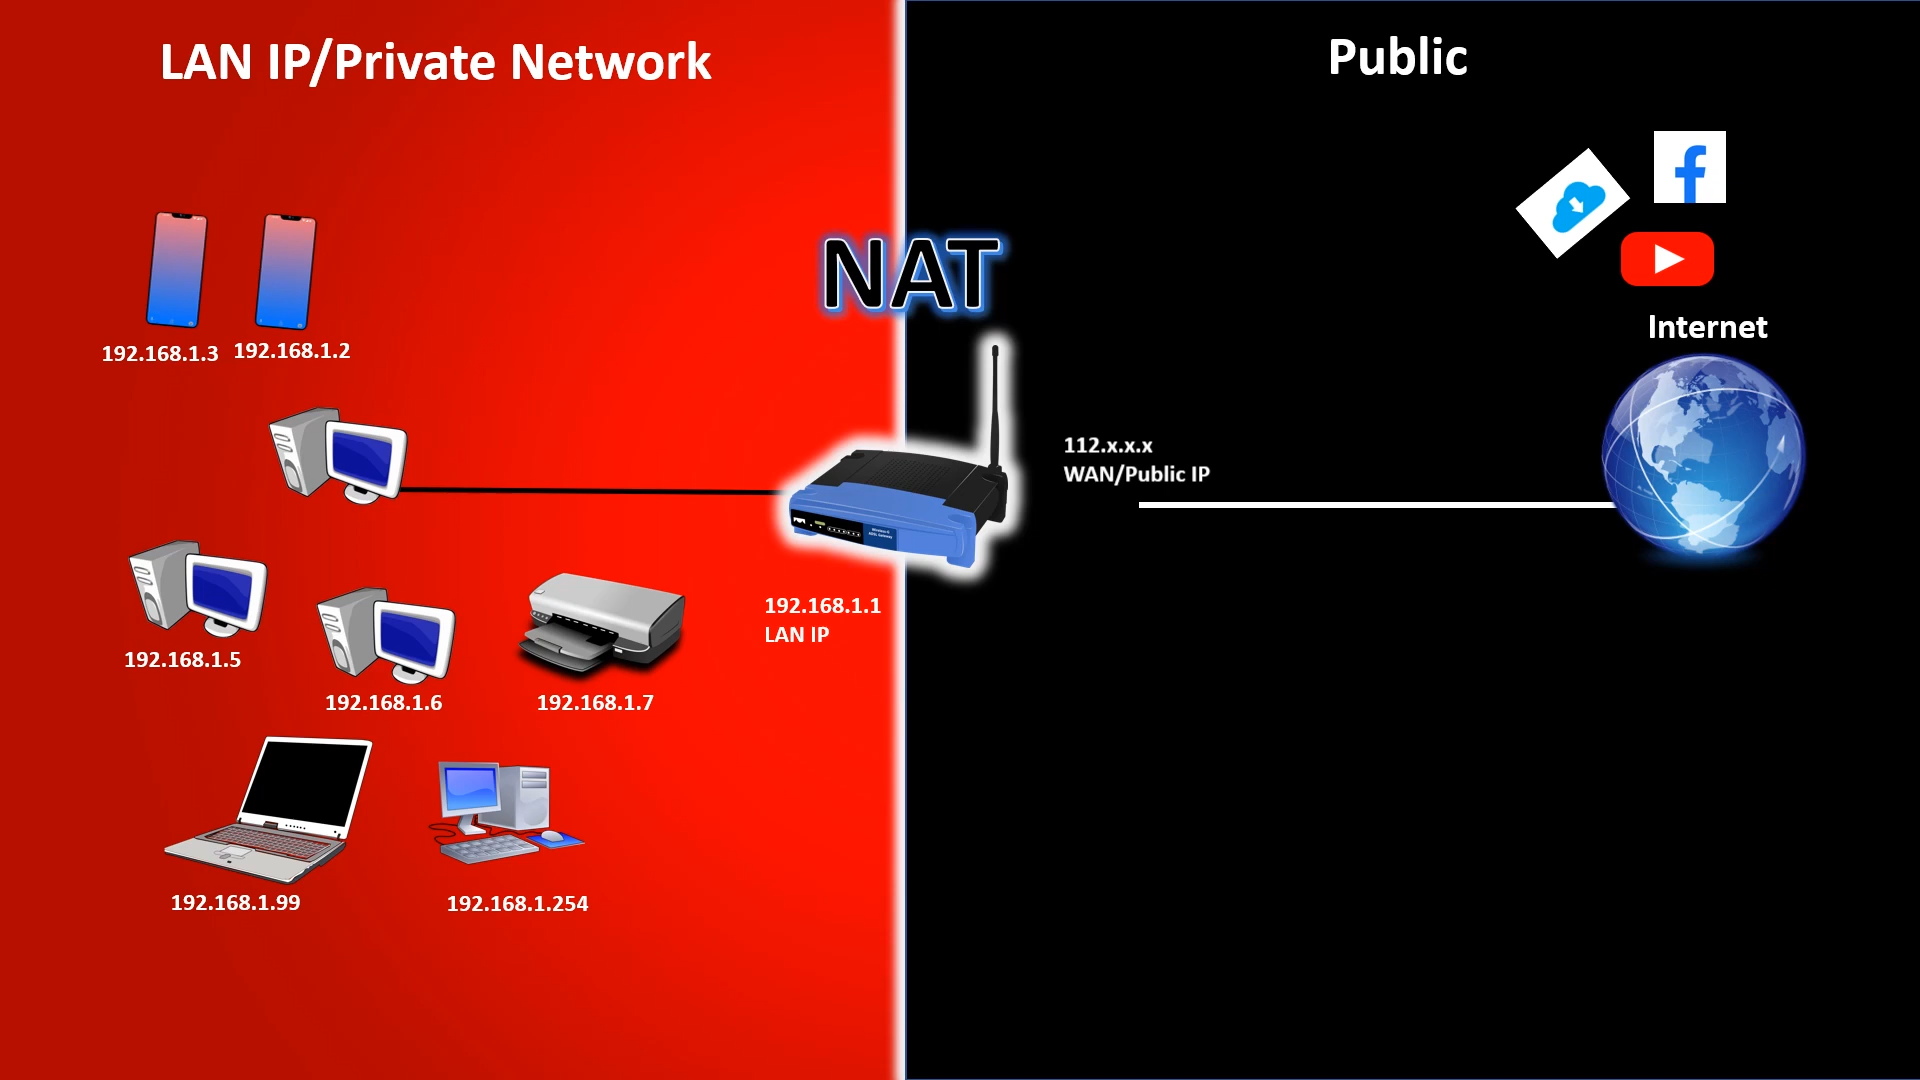 LAN IP/Private Network
Public
NAT
Internet
192.168.1.3
192.168.1.2
112.x.x.x
WAN/Public IP
192.168.1.1
LAN IP
192.168.1.5
192.168.1.6
192.168.1.7
192.168.1.99
192.168.1.254